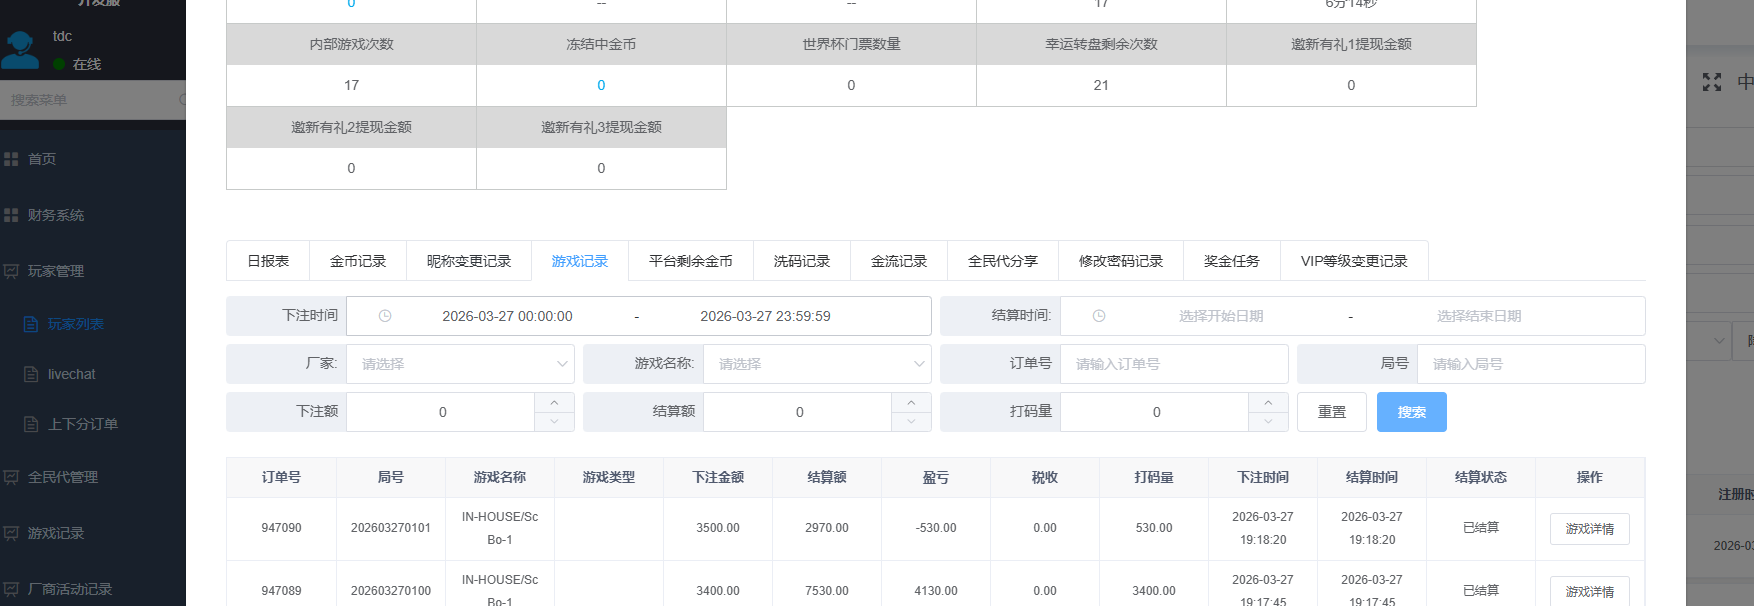 开发服
tdc
在线
搜索菜单
首页
财务系统
玩家管理
玩家列表
livechat
上下分订单
全民代管理
游戏记录
厂商活动记录
0 -- -- 17 6分14秒
内部游戏次数 冻结中金币 世界杯门票数量 幸运转盘剩余次数 邀新有礼1提现金额
17 0 0 21 0
邀新有礼2提现金额 邀新有礼3提现金额
0 0
日报表 金币记录 昵称变更记录 游戏记录 平台剩余金币 洗码记录 金流记录 全民代分享 修改密码记录 奖金任务 VIP等级变更记录
下注时间 2026-03-27 00:00:00 - 2026-03-27 23:59:59 结算时间: 选择开始日期 - 选择结束日期
厂家: 请选择 游戏名称: 请选择 订单号 请输入订单号 局号 请输入局号
下注额 0 结算额 0 打码量 0 重置 搜索
订单号 局号 游戏名称 游戏类型 下注金额 结算额 盈亏 税收 打码量 下注时间 结算时间 结算状态 操作
947090 202603270101 IN-HOUSE/Sc Bo-1 3500.00 2970.00 -530.00 0.00 530.00 2026-03-27 19:18:20 2026-03-27 19:18:20 已结算 游戏详情
947089 202603270100 IN-HOUSE/Sc Bo-1 3400.00 7530.00 4130.00 0.00 3400.00 2026-03-27 19:17:45 2026-03-27 19:17:45 已结算 游戏详情
中
注册时
2026-03